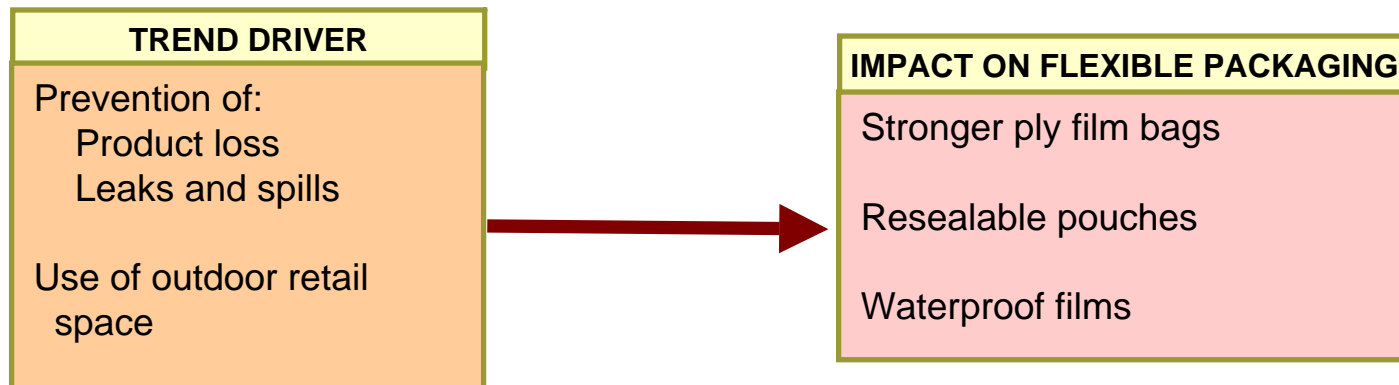 TREND DRIVER
Prevention of:
Product loss
Leaks and spills
Use of outdoor retail
space
IMPACT ON FLEXIBLE PACKAGING
Stronger ply film bags
Resealable pouches
Waterproof films